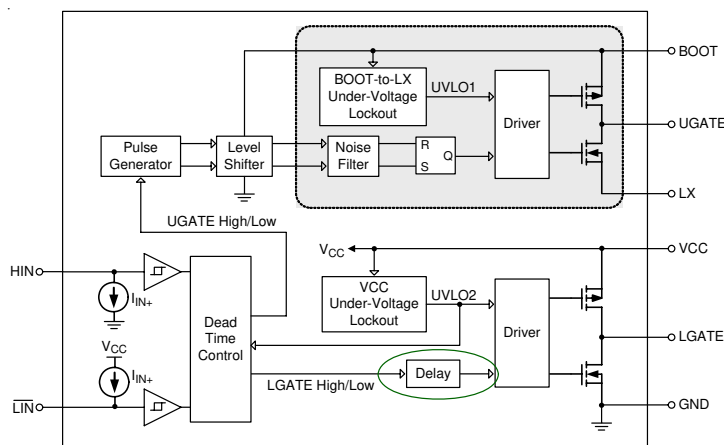 BOOT
BOOT-to-LX
Under-Voltage
Lockout
UVLO1
Driver
UGATE
Pulse
Generator
Level
Shifter
Noise
Filter
R
S
Q
LX
UGATE High/Low
VCC
VCC
HIN
IIN+
VCC
Under-Voltage
Lockout
UVLO2
Driver
Dead
Time
Control
LGATE
VCC
IIN+
LGATE High/Low
Delay
LIN
GND